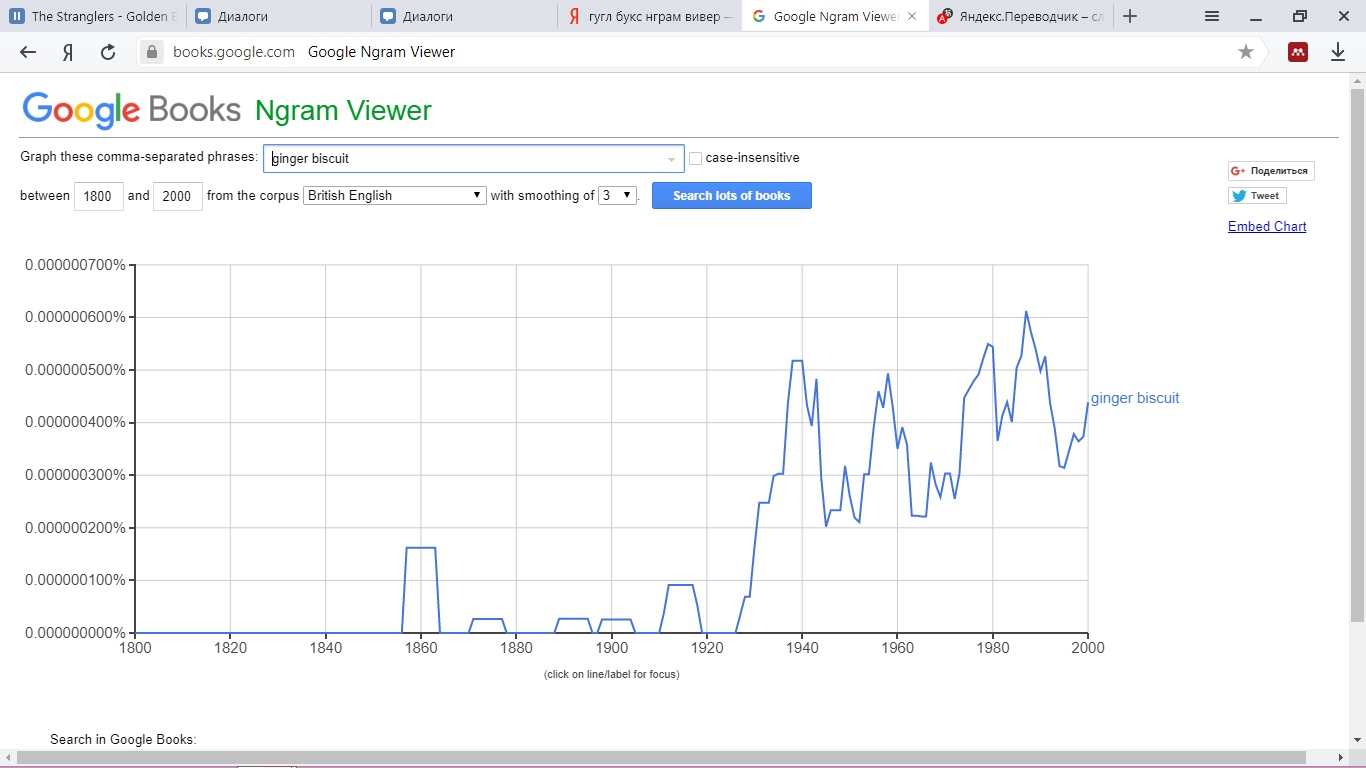 The Stranglers - Golden
Диалоги
Диалоги
Я гугл букс нграм вивер —
Google Ngram Viewe
Яндекс.Переводчик – сл
Я books.google.com Google Ngram Viewer
Google Books Ngram Viewer
Graph these comma-separated phrases: ginger biscuit case-insensitive
between 1800 and 2000 from the corpus British English with smoothing of 3 . Search lots of books
G+ Поделиться
Tweet
Embed Chart
0.000000700%
0.000000600%
0.000000500%
0.000000400%
0.000000300%
0.000000200%
0.000000100%
0.000000000%
ginger biscuit
1800 1820 1840 1860 1880 1900 1920 1940 1960 1980 2000
(click on line/label for focus)
Search in Google Books: